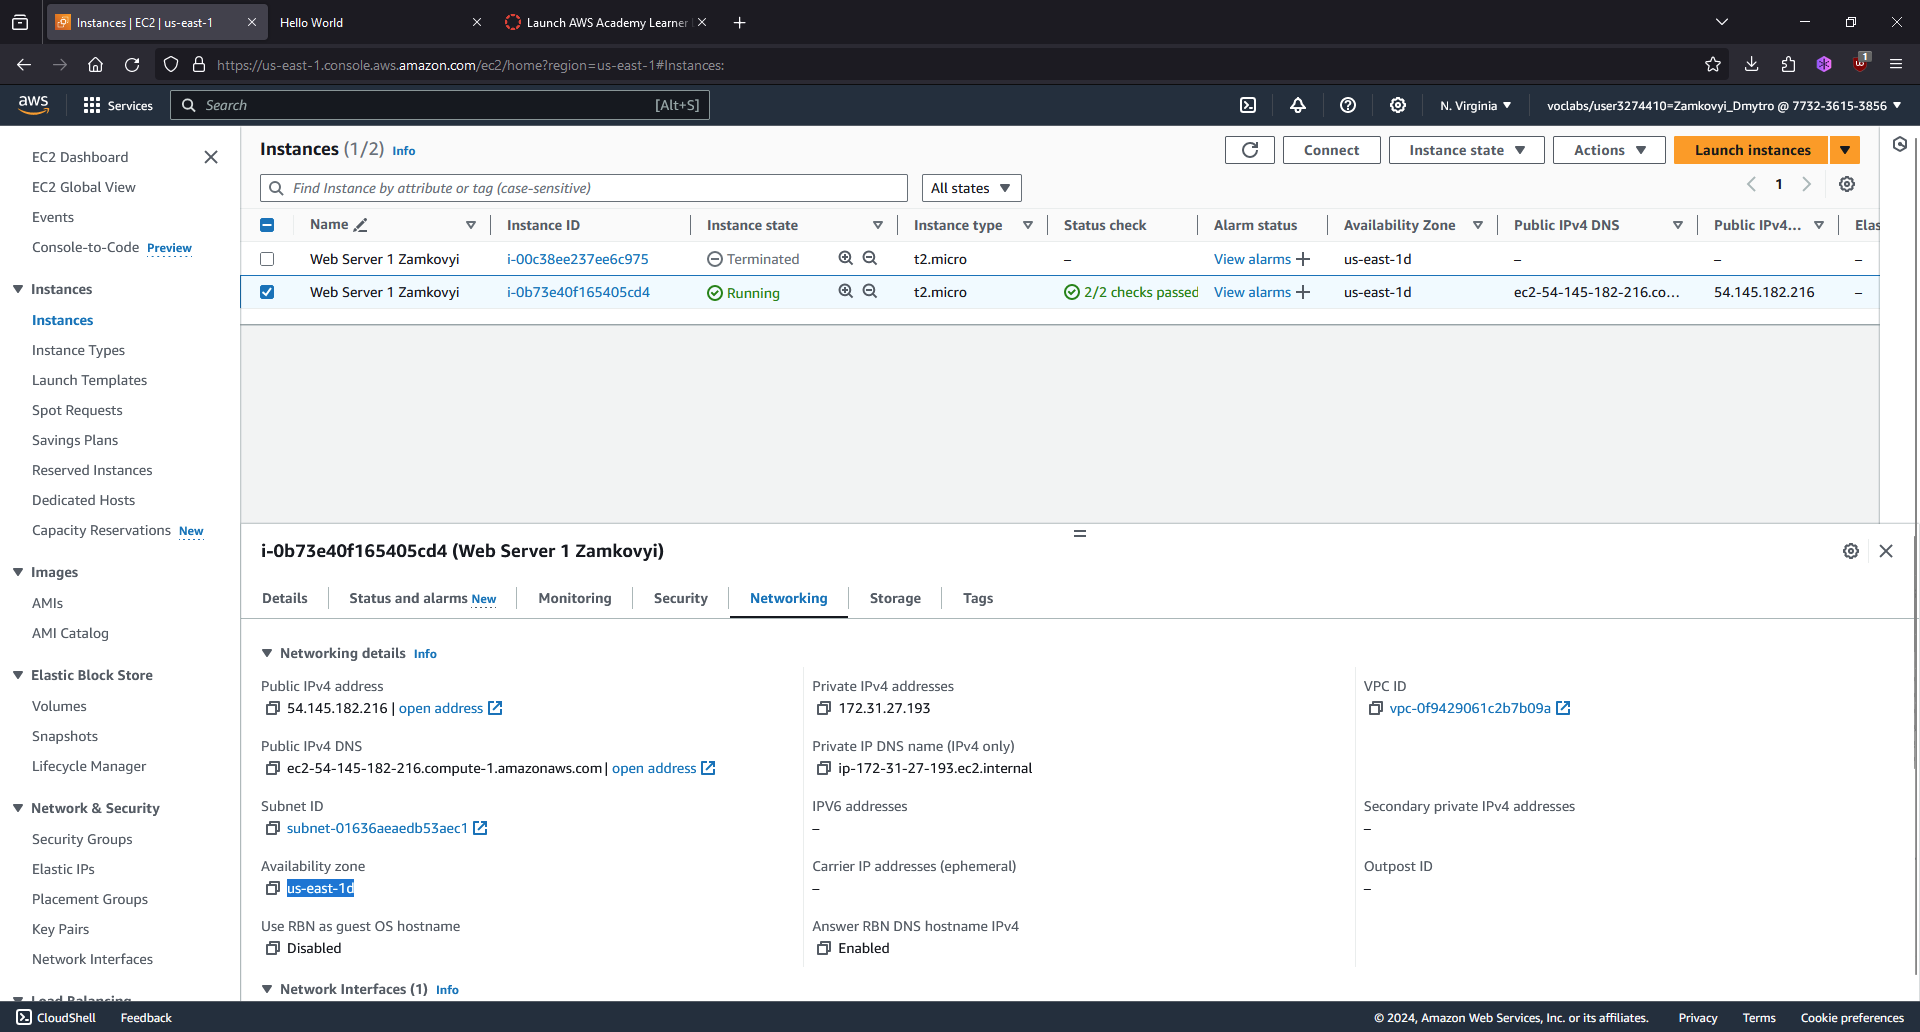 Instances | EC2 | us-east-1
Hello World
Launch AWS Academy Learner
https://us-east-1.console.aws.amazon.com/ec2/home?region=us-east-1#Instances:
1
aws
Services
Search
[Alt+S]
N. Virginia
voclabs/user3274410=Zamkovyi_Dmytro @ 7732-3615-3856
EC2 Dashboard
EC2 Global View
Events
Console-to-Code Preview
Instances
Instances
Instance Types
Launch Templates
Spot Requests
Savings Plans
Reserved Instances
Dedicated Hosts
Capacity Reservations New
Images
AMIs
AMI Catalog
Elastic Block Store
Volumes
Snapshots
Lifecycle Manager
Network & Security
Security Groups
Elastic IPs
Placement Groups
Key Pairs
Network Interfaces
Load Balancing
Instances (1/2) Info
Connect
Instance state
Actions
Launch instances
Find Instance by attribute or tag (case-sensitive)
All states
1
Name Instance ID Instance state Instance type Status check Alarm status Availability Zone Public IPv4 DNS Public IPv4... Elas
Web Server 1 Zamkovyi i-00c38ee237ee6c975 Terminated t2.micro – View alarms + us-east-1d – – –
Web Server 1 Zamkovyi i-0b73e40f165405cd4 Running t2.micro 2/2 checks passed View alarms + us-east-1d ec2-54-145-182-216.co... 54.145.182.216 –
i-0b73e40f165405cd4 (Web Server 1 Zamkovyi)
Details
Status and alarms New
Monitoring
Security
Networking
Storage
Tags
Networking details Info
Public IPv4 address
54.145.182.216 | open address
Private IPv4 addresses
172.31.27.193
VPC ID
vpc-0f9429061c2b7b09a
Public IPv4 DNS
ec2-54-145-182-216.compute-1.amazonaws.com | open address
Private IP DNS name (IPv4 only)
ip-172-31-27-193.ec2.internal
Subnet ID
subnet-01636aeaedb53aec1
IPV6 addresses
–
Secondary private IPv4 addresses
–
Availability zone
us-east-1d
Carrier IP addresses (ephemeral)
–
Outpost ID
–
Use RBN as guest OS hostname
Disabled
Answer RBN DNS hostname IPv4
Enabled
Network Interfaces (1) Info
CloudShell
Feedback
© 2024, Amazon Web Services, Inc. or its affiliates.
Privacy
Terms
Cookie preferences